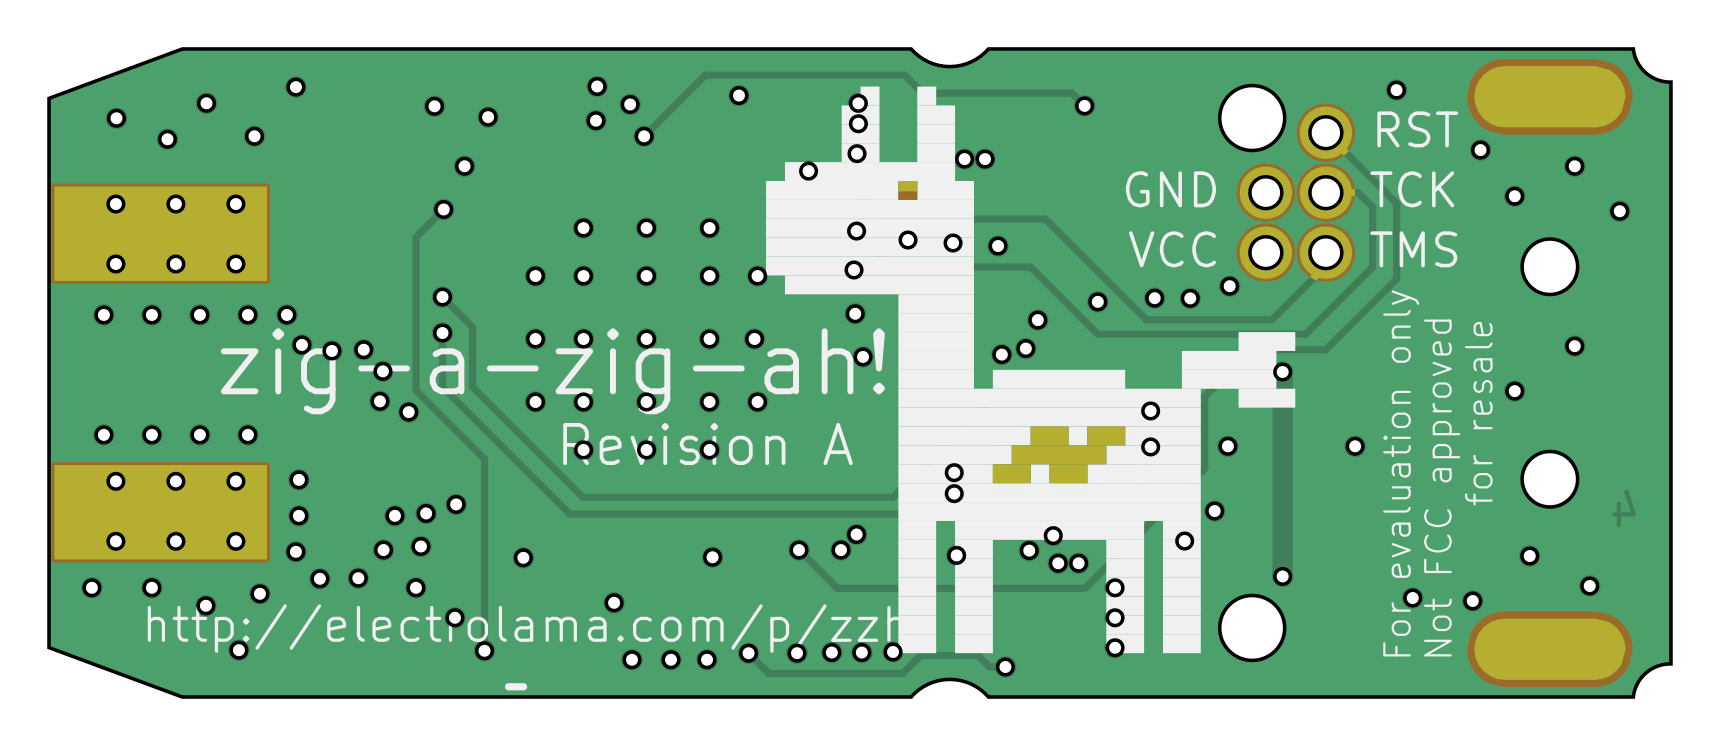 RST
GND TCK
VCC TMS
zig-a-zig-ah!
Revision A
http://electrolama.com/p/zzh
For evaluation only
Not FCC approved
for resale
4